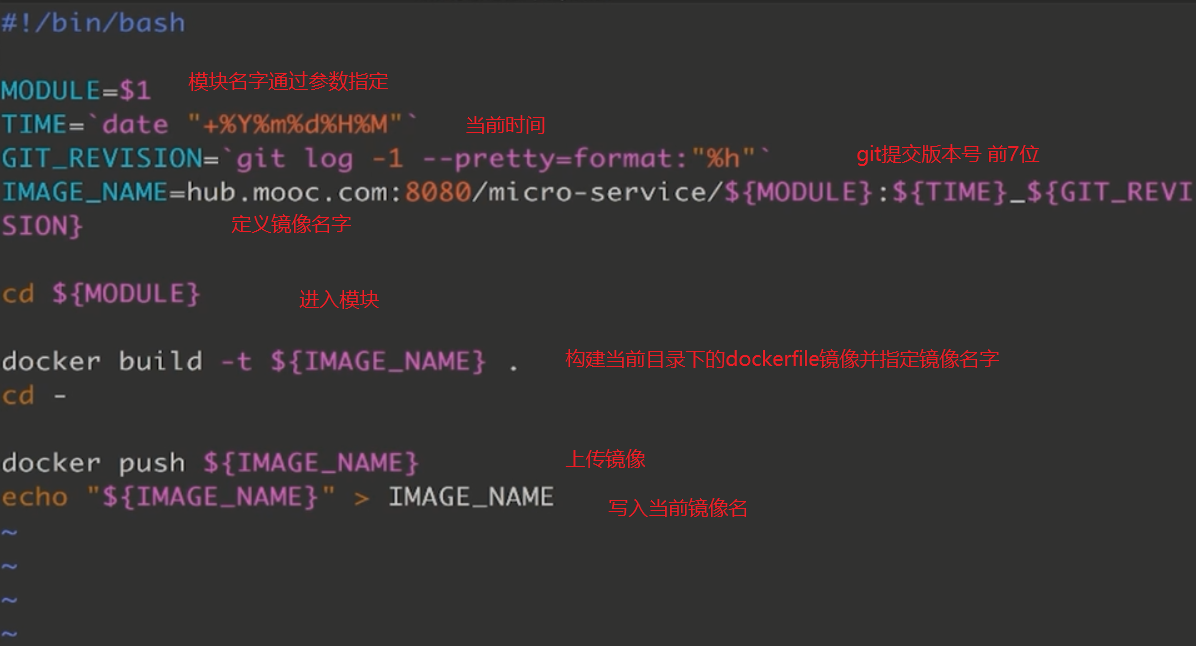 #!/bin/bash
MODULE=$1 模块名字通过参数指定
TIME=`date "+%Y%m%d%H%M"` 当前时间
GIT_REVISION=`git log -1 --pretty=format:"%h"` git提交版本号 前7位
IMAGE_NAME=hub.mooc.com:8080/micro-service/${MODULE}:${TIME}_${GIT_REVI
SION} 定义镜像名字
cd ${MODULE} 进入模块
docker build -t ${IMAGE_NAME} . 构建当前目录下的dockerfile镜像并指定镜像名字
cd -
docker push ${IMAGE_NAME} 上传镜像
echo "${IMAGE_NAME}" > IMAGE_NAME 写入当前镜像名
~
~
~
~